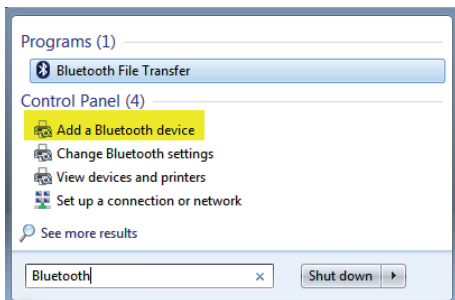 Programs (1)
Bluetooth File Transfer
Control Panel (4)
Add a Bluetooth device
Change Bluetooth settings
View devices and printers
Set up a connection or network
See more results
Bluetooth
Shut down